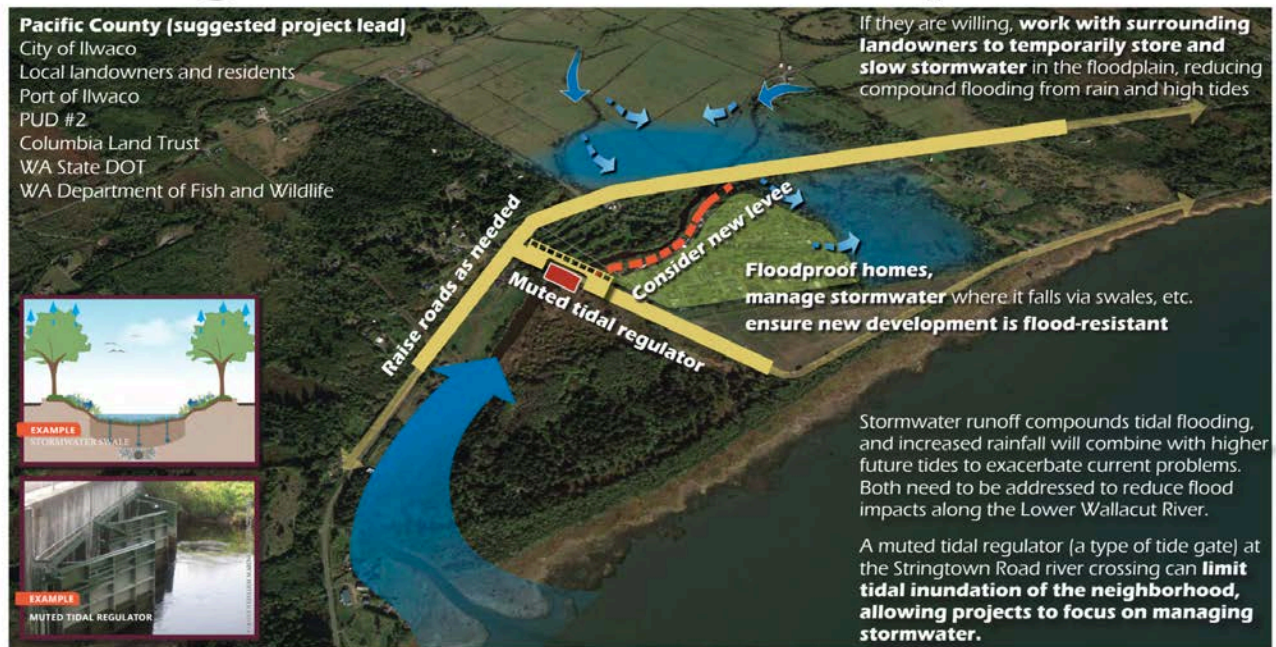 Pacific County (suggested project lead)
City of Ilwaco
Local landowners and residents
Port of Ilwaco
PUD #2
Columbia Land Trust
WA State DOT
WA Department of Fish and Wildlife
If they are willing, work with surrounding
landowners to temporarily store and
slow stormwater in the floodplain, reducing
compound flooding from rain and high tides
Raise roads as needed
Muted tidal regulator
Consider new levee
Floodproof homes,
manage stormwater where it falls via swales, etc.
ensure new development is flood-resistant
EXAMPLE
STORMWATER SWALE
EXAMPLE
MUTED TIDAL REGULATOR
Stormwater runoff compounds tidal flooding,
and increased rainfall will combine with higher
future tides to exacerbate current problems.
Both need to be addressed to reduce flood
impacts along the Lower Wallacut River.
A muted tidal regulator (a type of tide gate) at
the Stringtown Road river crossing can limit
tidal inundation of the neighborhood,
allowing projects to focus on managing
stormwater.